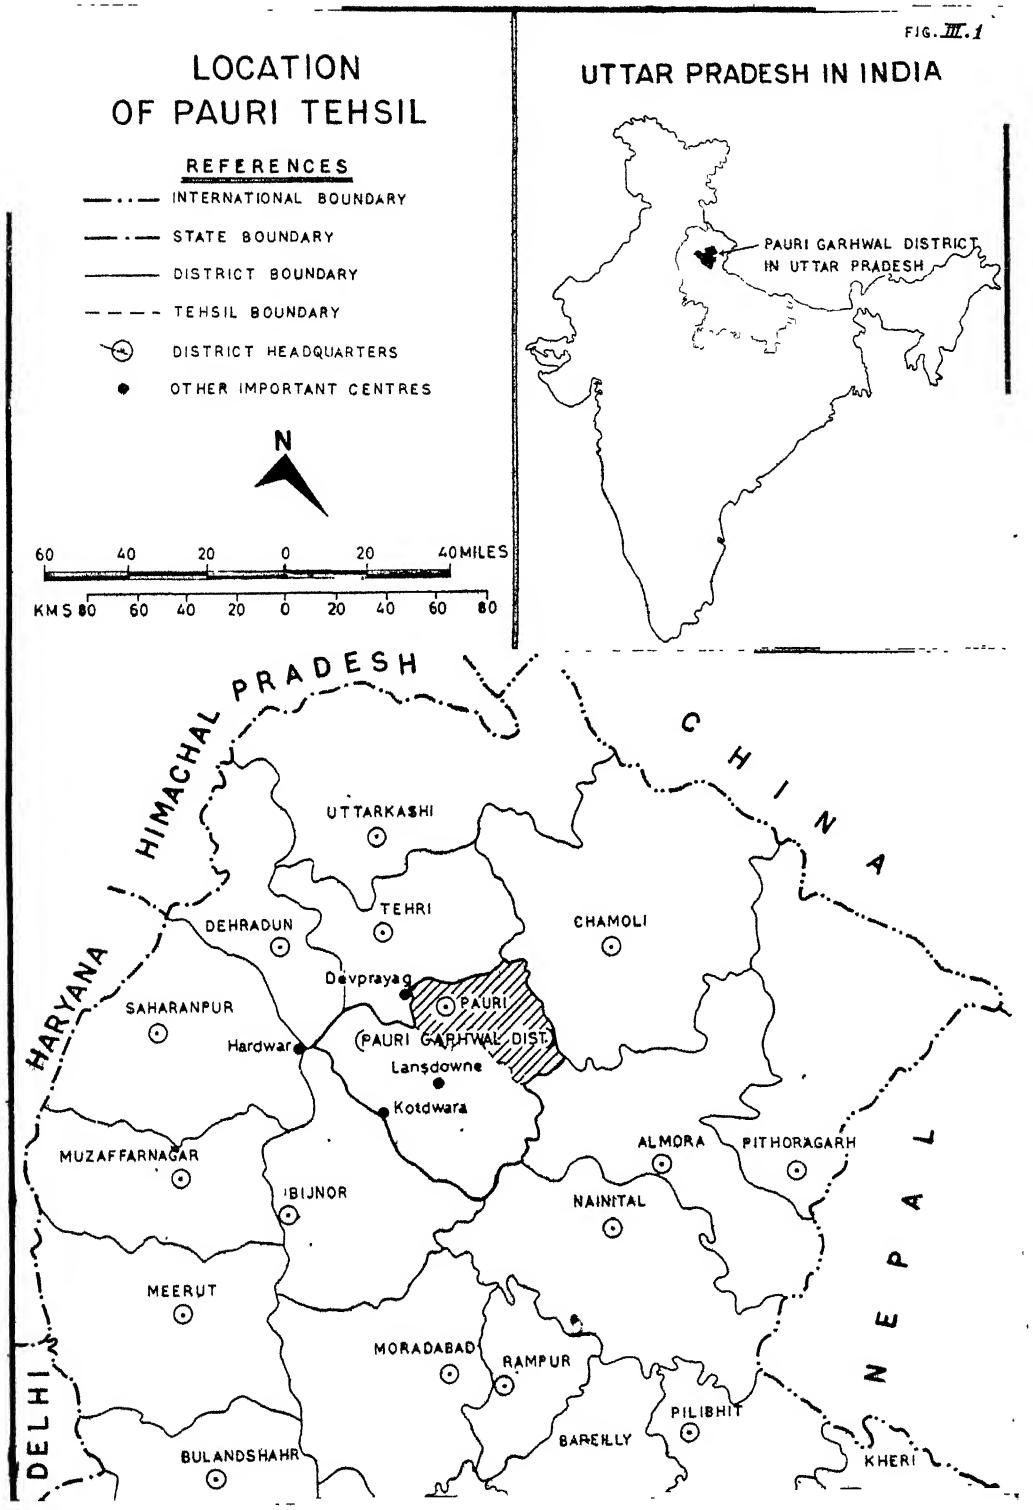 FIG. III.1
LOCATION
OF PAURI TEHSIL
REFERENCES
INTERNATIONAL BOUNDARY
STATE BOUNDARY
DISTRICT BOUNDARY
TEHSIL BOUNDARY
DISTRICT HEADQUARTERS
OTHER IMPORTANT CENTRES
N
60 40 20 0 20 40 MILES
KMS 80 60 40 20 0 20 40 60 80
UTTAR PRADESH IN INDIA
PAURI GARHWAL DISTRICT
IN UTTAR PRADESH
HIMACHAL PRADESH
CHINA
UTTARKASHI
TEHRI
DEHRADUN
CHAMOLI
HARYANA
Devprayag
SAHARANPUR
PAURI
Hardwar
(PAURI GARHWAL DIST.)
Lansdowne
Kotdwara
MUZAFFARNAGAR
ALMORA
PITHORAGARH
BIJNOR
NAINITAL
NEPAL
MEERUT
MORADABAD
RAMPUR
DELHI
PILIBHIT
BAREILLY
BULANDSHAHR
KHERI